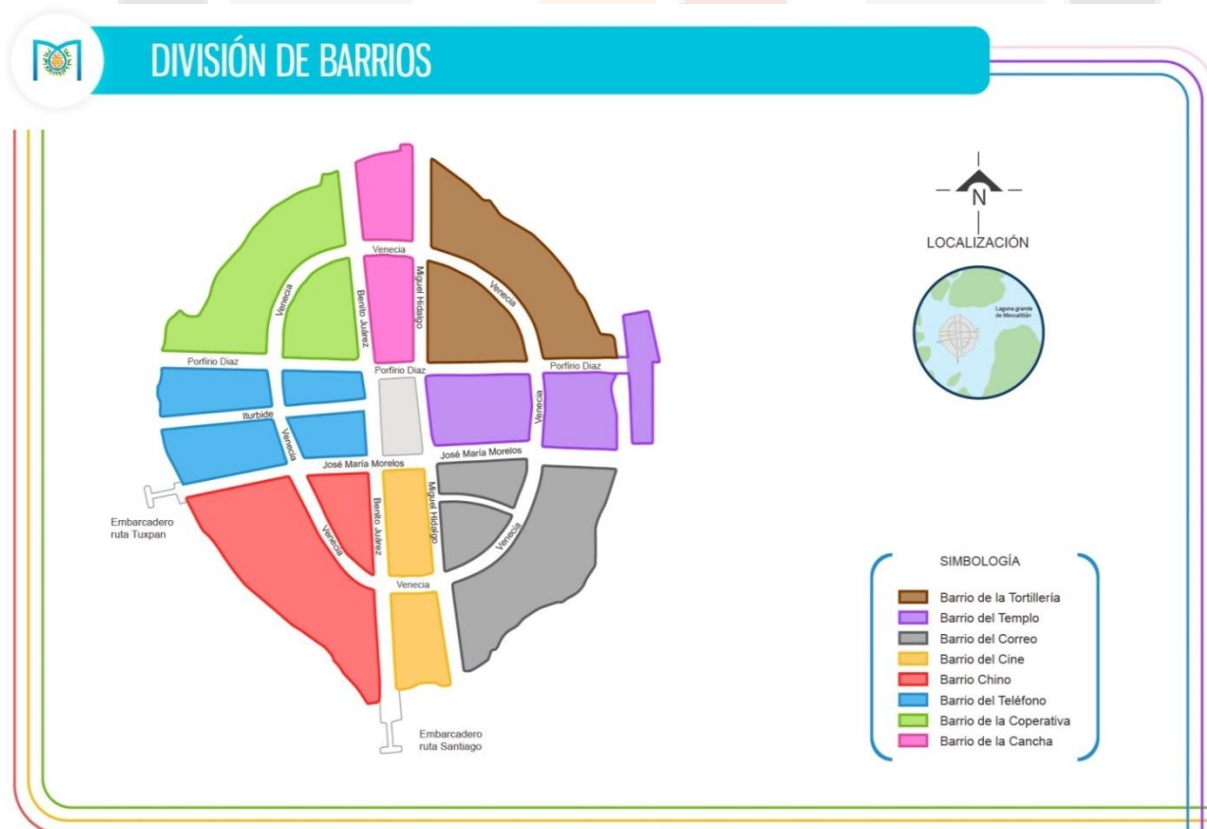 DIVISIÓN DE BARRIOS
N
LOCALIZACIÓN
Laguna grande
de Mexcaltitán
Venecia
Venecia
Venecia
Benito Juárez
Miguel Hidalgo
Porfirio Diaz
Porfirio Diaz
Porfirio Diaz
Iturbide
Venecia
Venecia
José María Morelos
José María Morelos
Venecia
Benito Juárez
Miguel Hidalgo
Venecia
Venecia
Embarcadero
ruta Tuxpan
Embarcadero
ruta Santiago
SIMBOLOGÍA
Barrio de la Tortillería
Barrio del Templo
Barrio del Correo
Barrio del Cine
Barrio Chino
Barrio del Teléfono
Barrio de la Coperativa
Barrio de la Cancha